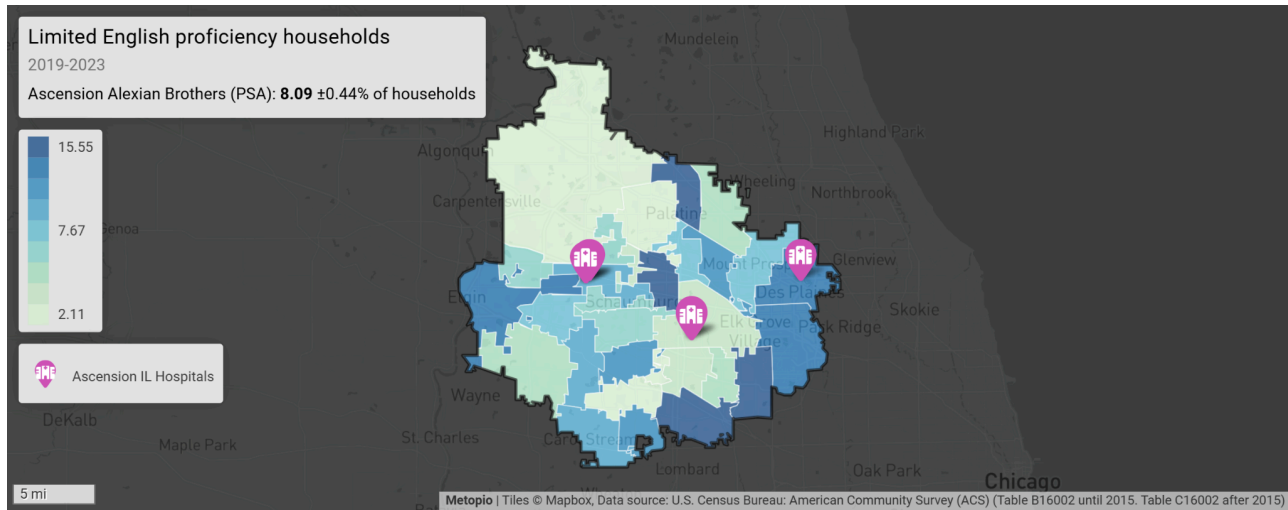 Limited English proficiency households
2019-2023
Ascension Alexian Brothers (PSA): 8.09 ±0.44% of households
15.55
7.67
2.11
Ascension IL Hospitals
Mundelein
Highland Park
Algonquin
Wheeling
Northbrook
Carpentersville
Palatine
Genoa
Glenview
Mount Prosp
Des Plaines
Elgin
Schaumburg
Skokie
Elk Grove
Village
Park Ridge
Wayne
DeKalb
Maple Park
St. Charles
Carol Stream
Lombard
Oak Park
Chicago
5 mi
Metopio | Tiles © Mapbox, Data source: U.S. Census Bureau: American Community Survey (ACS) (Table B16002 until 2015. Table C16002 after 2015)